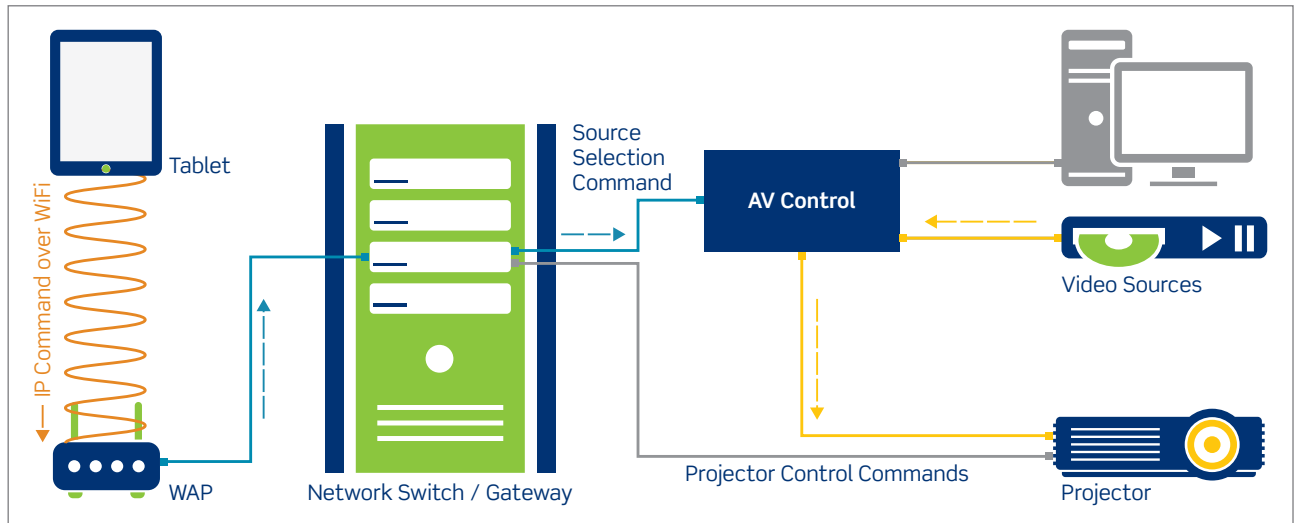 Tablet
IP Command over WiFi
WAP
Network Switch / Gateway
Source
Selection
Command
AV Control
Video Sources
Projector Control Commands
Projector